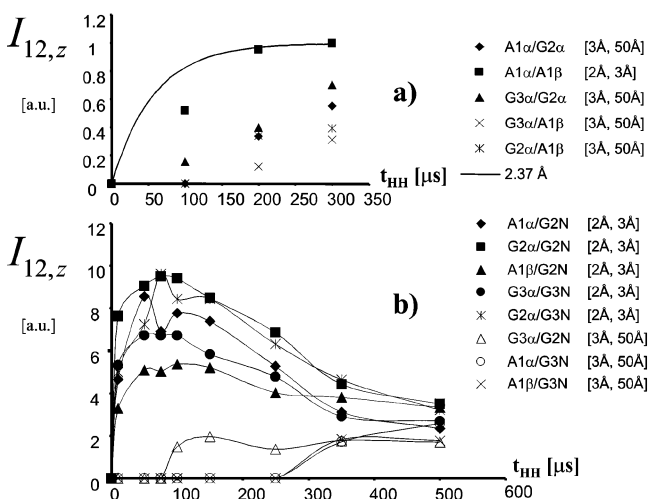 I12,z
[a.u.]
1.2
1
0.8
0.6
0.4
0.2
0
a)
0 50 100 150 200 250 300 350
tHH [μs]
A1α/G2α [3Å, 50Å]
A1α/A1β [2Å, 3Å]
G3α/G2α [3Å, 50Å]
G3α/A1β [3Å, 50Å]
G2α/A1β [3Å, 50Å]
2.37 Å
I12,z
[a.u.]
12
10
8
6
4
2
0
b)
0 100 200 300 400 500 600
tHH [μs]
A1α/G2N [2Å, 3Å]
G2α/G2N [2Å, 3Å]
A1β/G2N [2Å, 3Å]
G3α/G3N [2Å, 3Å]
G2α/G3N [2Å, 3Å]
G3α/G2N [3Å, 50Å]
A1α/G3N [3Å, 50Å]
A1β/G3N [3Å, 50Å]